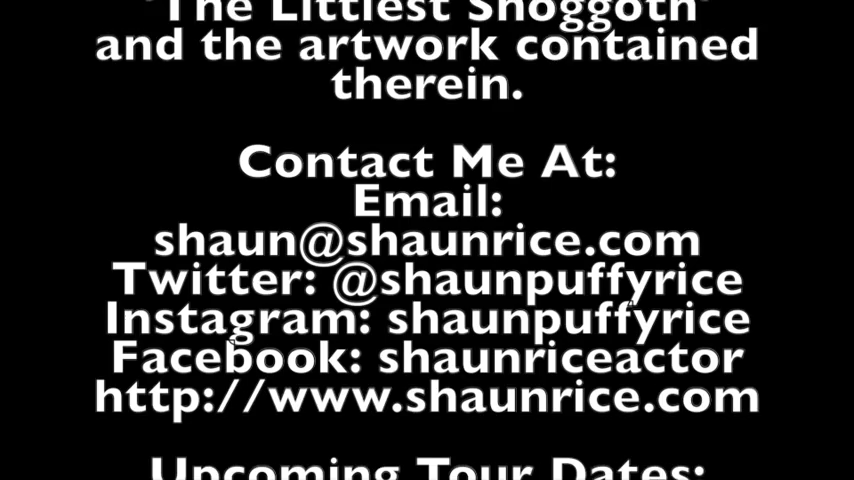 "The Littlest Shoggoth"
and the artwork contained
therein.
Contact Me At:
Email:
shaun@shaunrice.com
Twitter: @shaunpuffyrice
Instagram: shaunpuffyrice
Facebook: shaunriceactor
http://www.shaunrice.com
Upcoming Tour Dates: